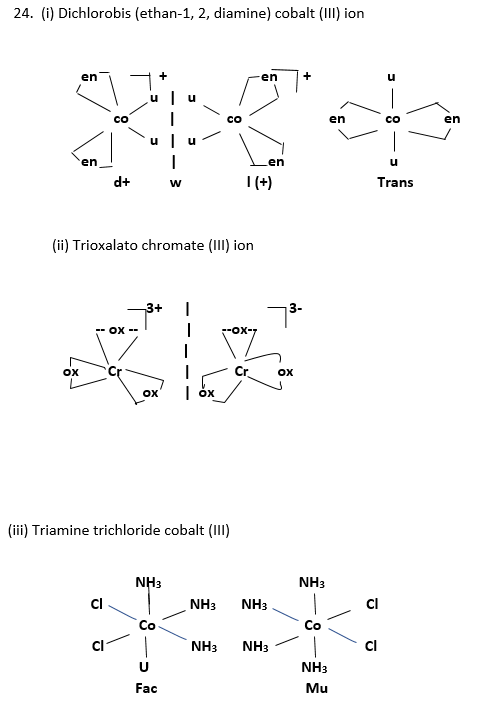 24. (i) Dichlorobis (ethan-1, 2, diamine) cobalt (III) ion
en + en + u
u | u
co | co en co en
u | u
en | en u
d+ w l (+) Trans
(ii) Trioxalato chromate (III) ion
3+ | 3-
-- ox -- | --ox--
ox Cr | Cr ox
ox | ox
(iii) Triamine trichloride cobalt (III)
NH₃ NH₃
Cl NH₃ NH₃ Cl
Co Co
Cl NH₃ NH₃ Cl
U NH₃
Fac Mu